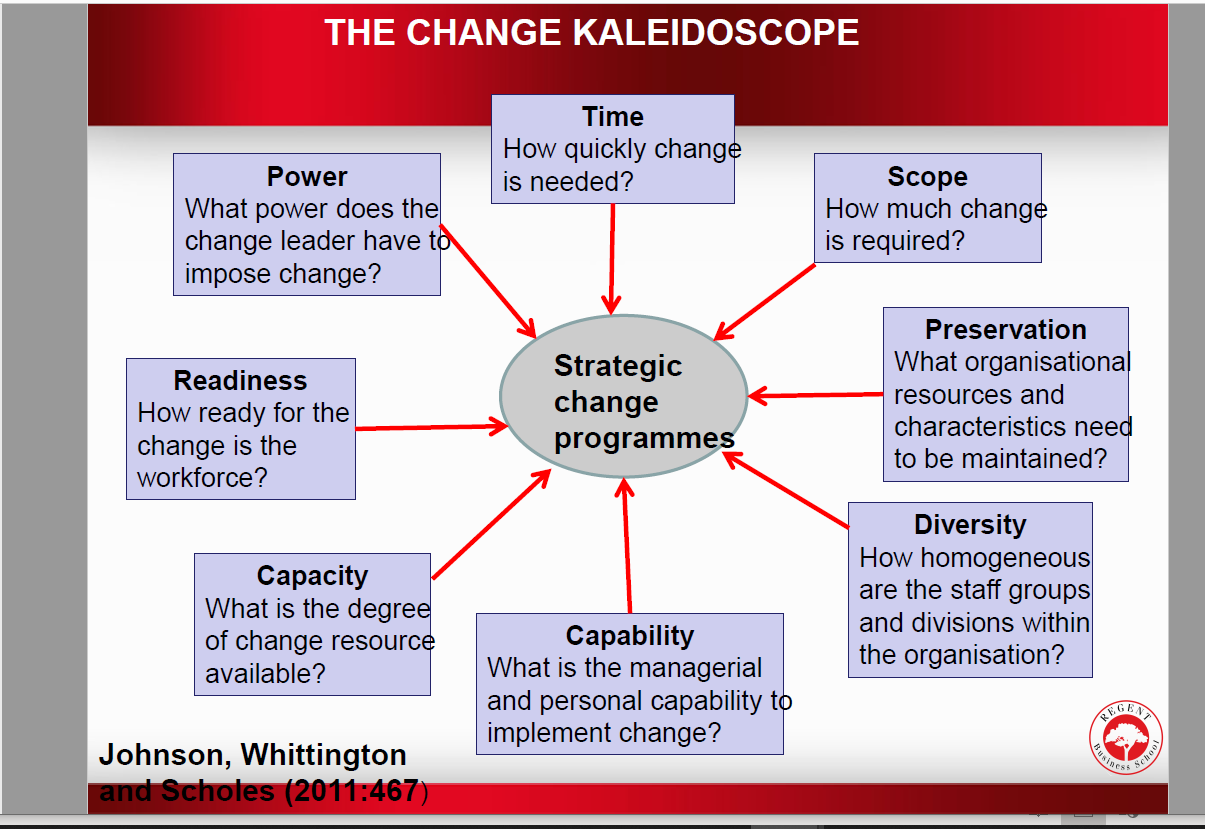 THE CHANGE KALEIDOSCOPE
Time
How quickly change
is needed?
Power
What power does the
change leader have to
impose change?
Scope
How much change
is required?
Preservation
What organisational
resources and
characteristics need
to be maintained?
Readiness
How ready for the
change is the
workforce?
Strategic
change
programmes
Diversity
How homogeneous
are the staff groups
and divisions within
the organisation?
Capacity
What is the degree
of change resource
available?
Capability
What is the managerial
and personal capability to
implement change?
REGENT
Business School
Johnson, Whittington
and Scholes (2011:467)